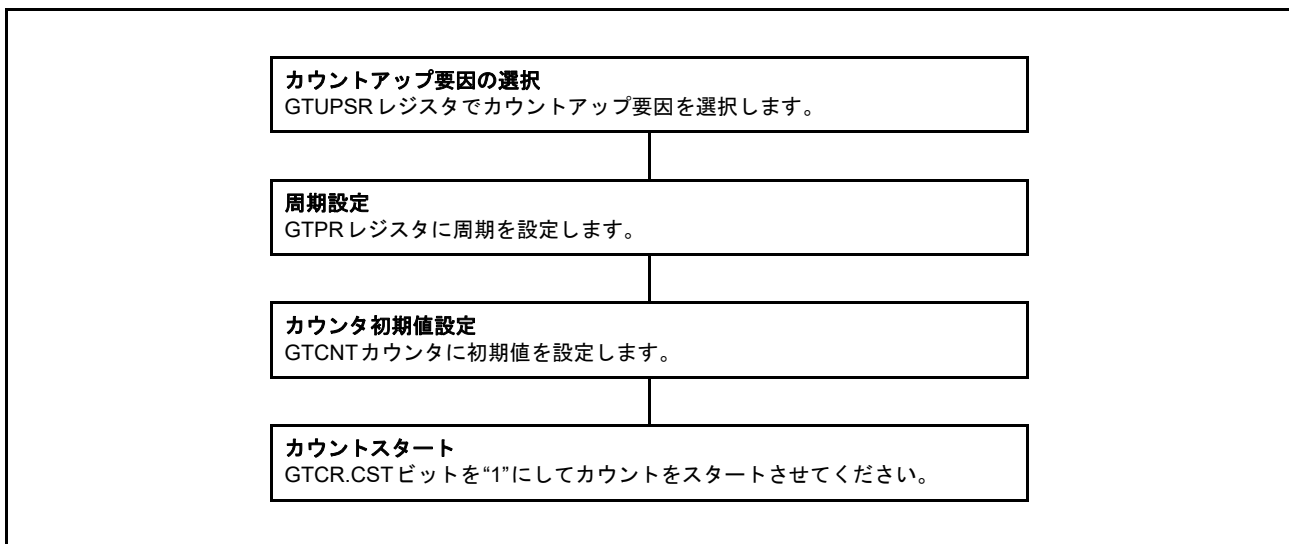 カウントアップ要因の選択
GTUPSRレジスタでカウントアップ要因を選択します。
周期設定
GTPRレジスタに周期を設定します。
カウンタ初期値設定
GTCNTカウンタに初期値を設定します。
カウントスタート
GTCR.CSTビットを“1”にしてカウントをスタートさせてください。